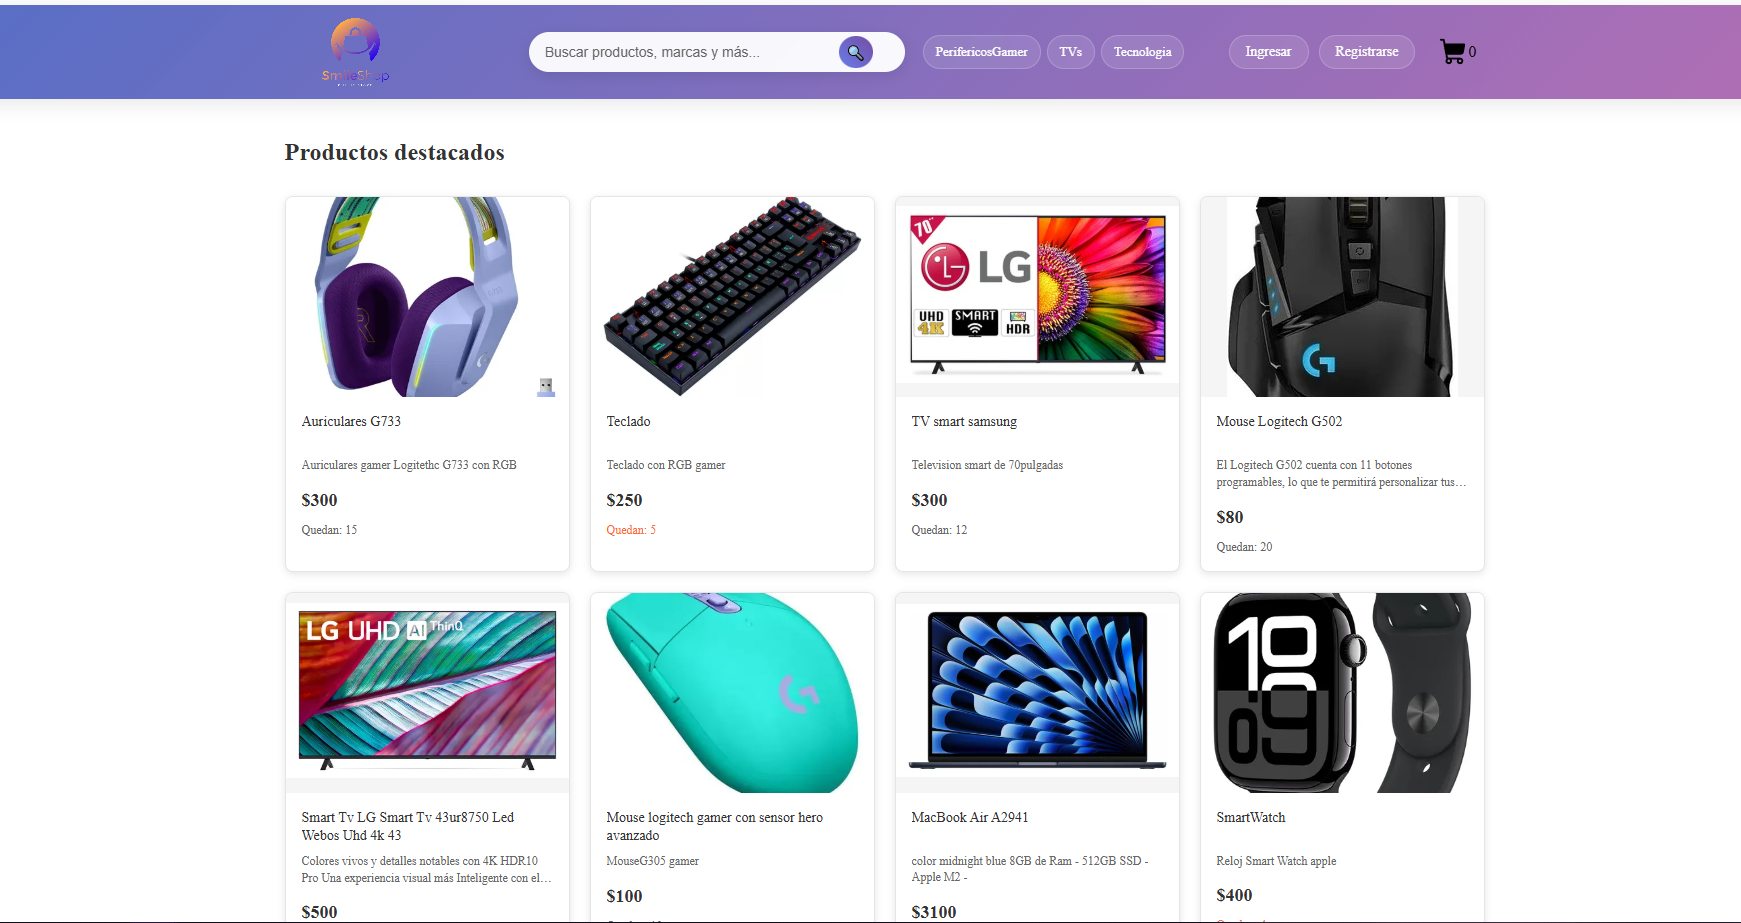 SmileShop
Buscar productos, marcas y más...
PerifericosGamer
TVs
Tecnologia
Ingresar
Registrarse
0
Productos destacados
70"
LG
UHD
4K
SMART
HDR
Auriculares G733
Teclado
TV smart samsung
Mouse Logitech G502
Auriculares gamer Logitethc G733 con RGB
Teclado con RGB gamer
Television smart de 70pulgadas
El Logitech G502 cuenta con 11 botones
programables, lo que te permitirá personalizar tus…
$300
$250
$300
$80
Quedan: 15
Quedan: 5
Quedan: 12
Quedan: 20
LG UHD AI ThinQ
10
09
Smart Tv LG Smart Tv 43ur8750 Led
Webos Uhd 4k 43
Mouse logitech gamer con sensor hero
avanzado
MacBook Air A2941
SmartWatch
Colores vivos y detalles notables con 4K HDR10
Pro Una experiencia visual más Inteligente con el…
MouseG305 gamer
color midnight blue 8GB de Ram - 512GB SSD -
Apple M2 -
Reloj Smart Watch apple
$500
$100
$3100
$400